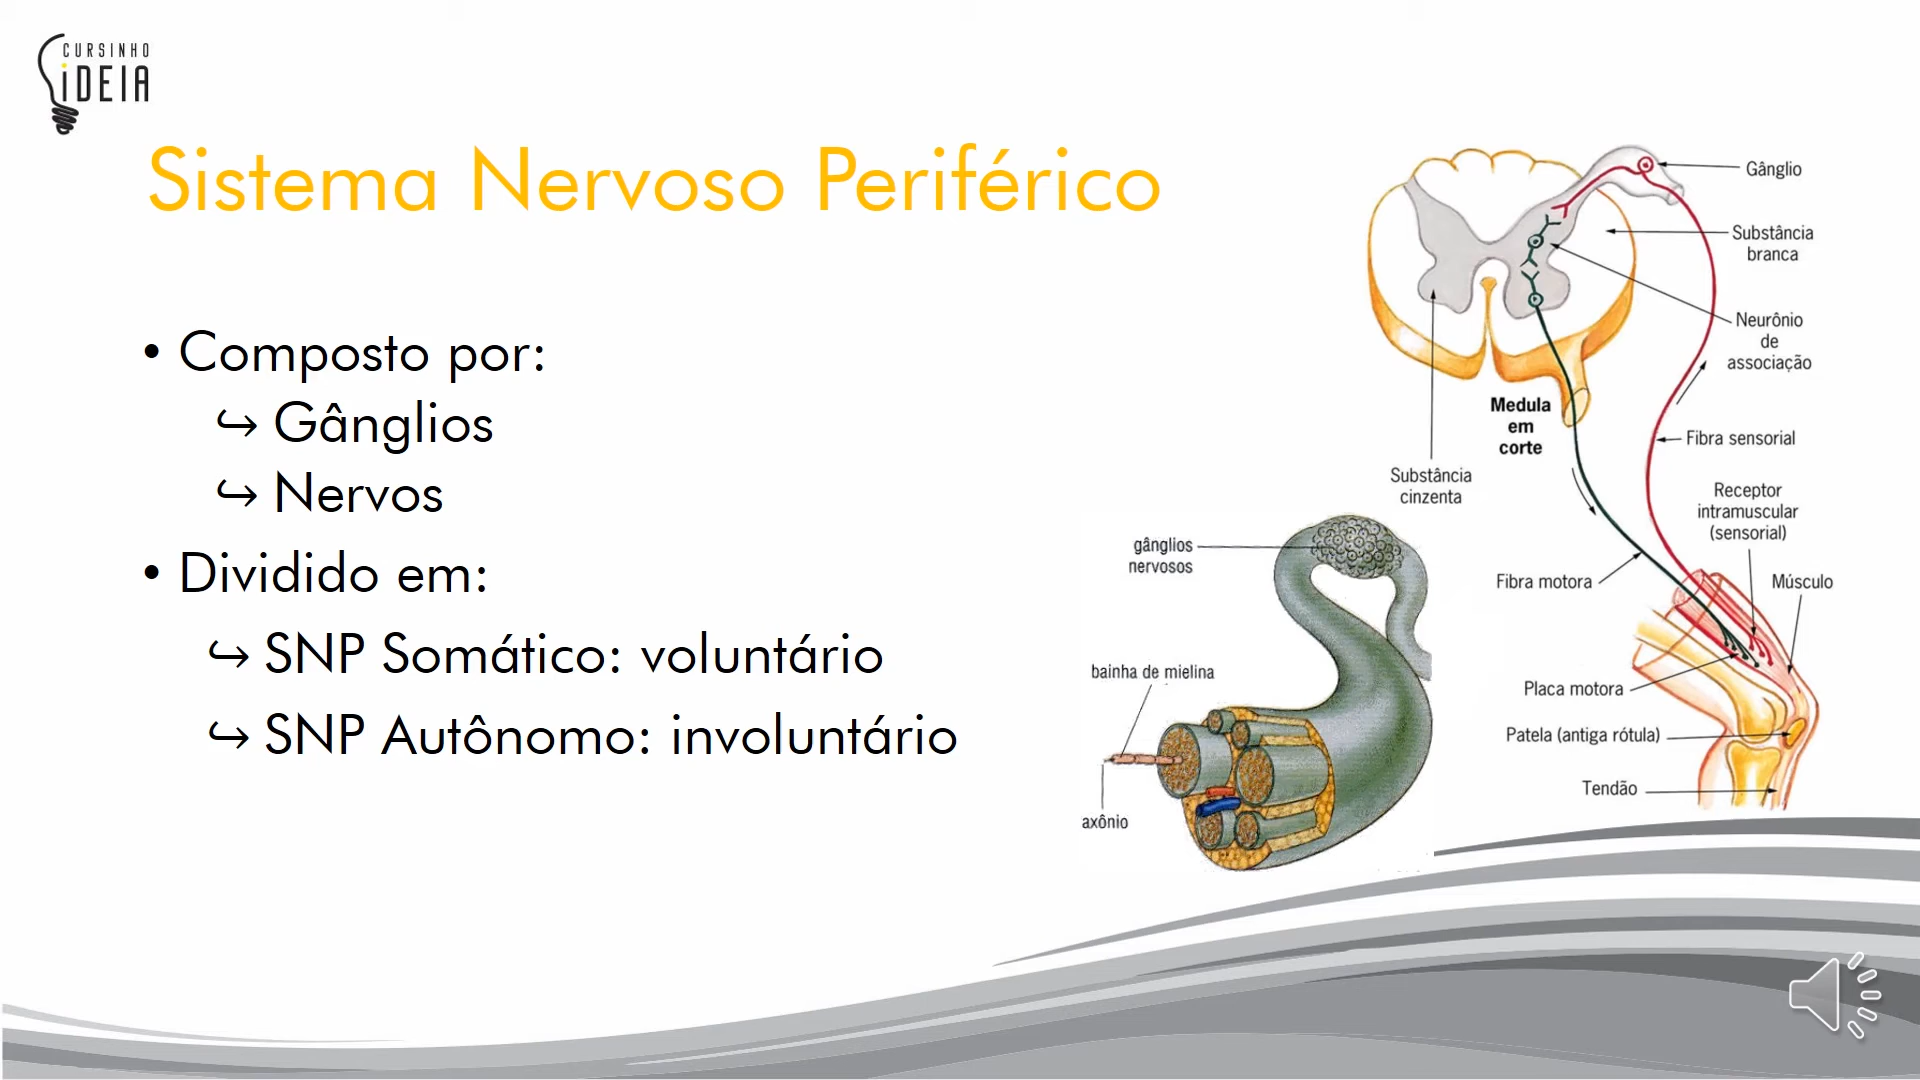 CURSINHO
iDEIA
Sistema Nervoso Periférico
• Composto por:
↪ Gânglios
↪ Nervos
• Dividido em:
↪ SNP Somático: voluntário
↪ SNP Autônomo: involuntário
gânglios
nervosos
bainha de mielina
axônio
Gânglio
Substância
branca
Neurônio
de
associação
Medula
em
corte
Fibra sensorial
Substância
cinzenta
Receptor
intramuscular
(sensorial)
Fibra motora
Músculo
Placa motora
Patela (antiga rótula)
Tendão